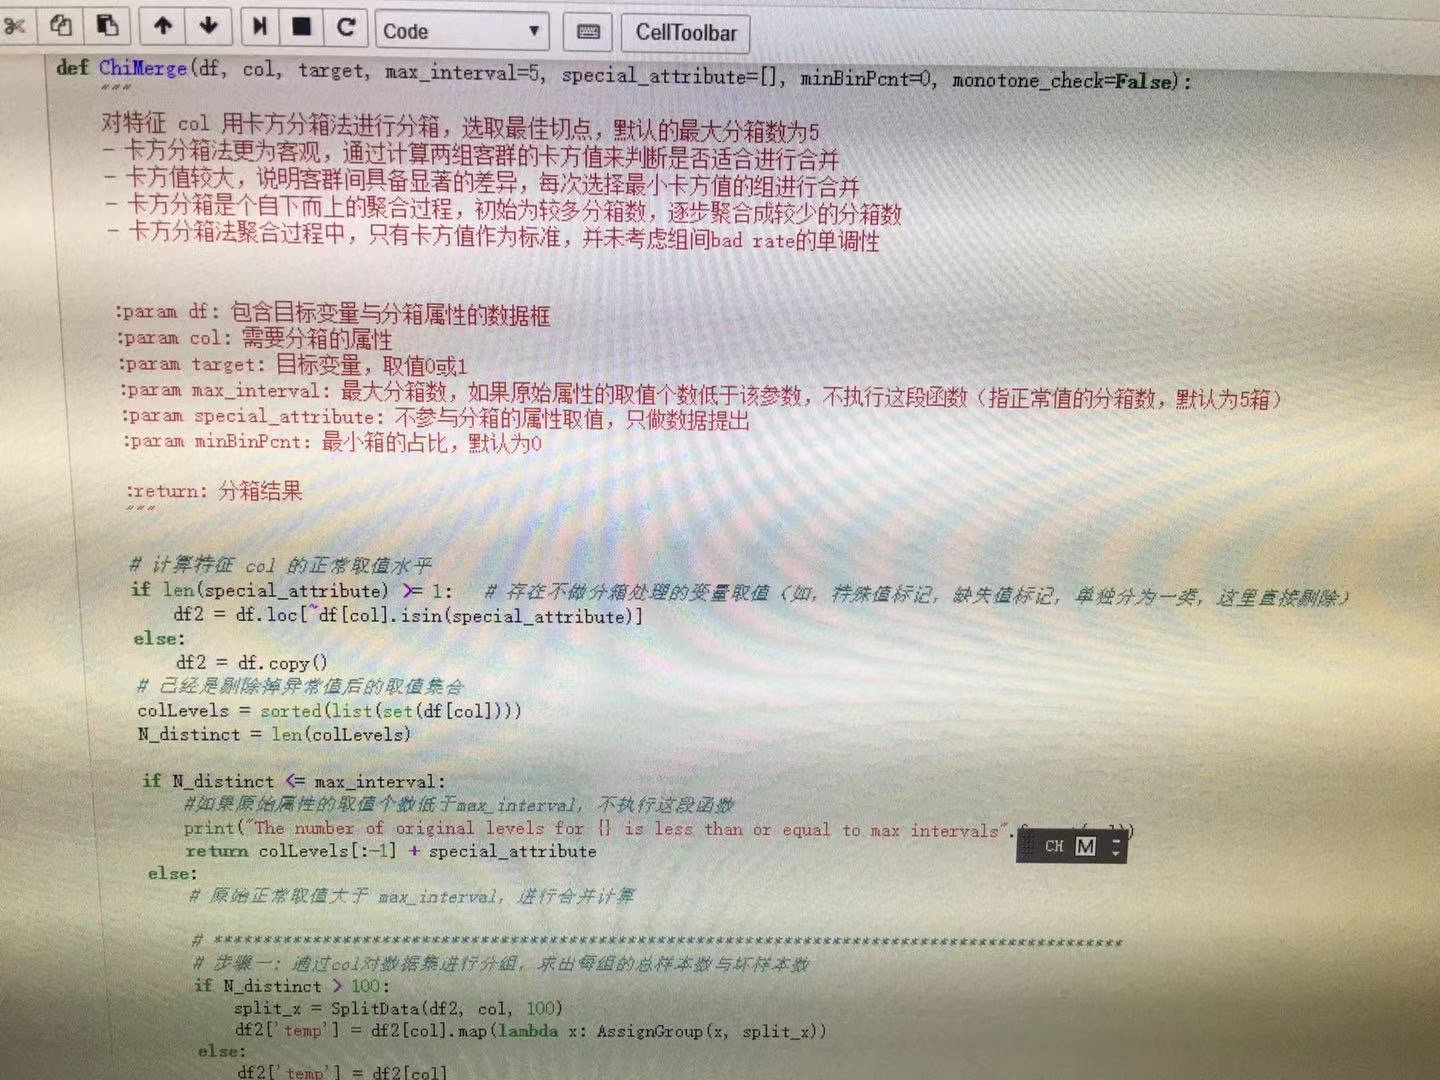 Code
CellToolbar
def ChiMerge(df, col, target, max_interval=5, special_attribute=[], minBinPcnt=0, monotone_check=False):
"""
对特征 col 用卡方分箱法进行分箱，选取最佳切点，默认的最大分箱数为5
- 卡方分箱法更为客观，通过计算两组客群的卡方值来判断是否适合进行合并
- 卡方值较大，说明客群间具备显著的差异，每次选择最小卡方值的组进行合并
- 卡方分箱是个自下而上的聚合过程，初始为较多分箱数，逐步聚合成较少的分箱数
- 卡方分箱法聚合过程中，只有卡方值作为标准，并未考虑组间bad rate的单调性
:param df: 包含目标变量与分箱属性的数据框
:param col: 需要分箱的属性
:param target: 目标变量，取值0或1
:param max_interval: 最大分箱数，如果原始属性的取值个数低于该参数，不执行这段函数（指正常值的分箱数，默认为5箱）
:param special_attribute: 不参与分箱的属性取值，只做数据提出
:param minBinPcnt: 最小箱的占比，默认为0
:return: 分箱结果
"""
# 计算特征 col 的正常取值水平
if len(special_attribute) >= 1: # 存在不做分箱处理的变量取值（如，特殊值标记，缺失值标记，单独分为一类，这里直接剔除）
df2 = df.loc[~df[col].isin(special_attribute)]
else:
df2 = df.copy()
# 已经是剔除掉异常值后的取值集合
colLevels = sorted(list(set(df[col])))
N_distinct = len(colLevels)
if N_distinct <= max_interval:
#如果原始属性的取值个数低于max_interval，不执行这段函数
print("The number of original levels for {} is less than or equal to max intervals".
CH M
return colLevels[:-1] + special_attribute
else:
# 原始正常取值大于 max_interval，进行合并计算
# ******************************************************************************************
# 步骤一: 通过col对数据集进行分组，求出每组的总样本数与坏样本数
if N_distinct > 100:
split_x = SplitData(df2, col, 100)
df2['temp'] = df2[col].map(lambda x: AssignGroup(x, split_x))
else:
df2['temp'] = df2[col]